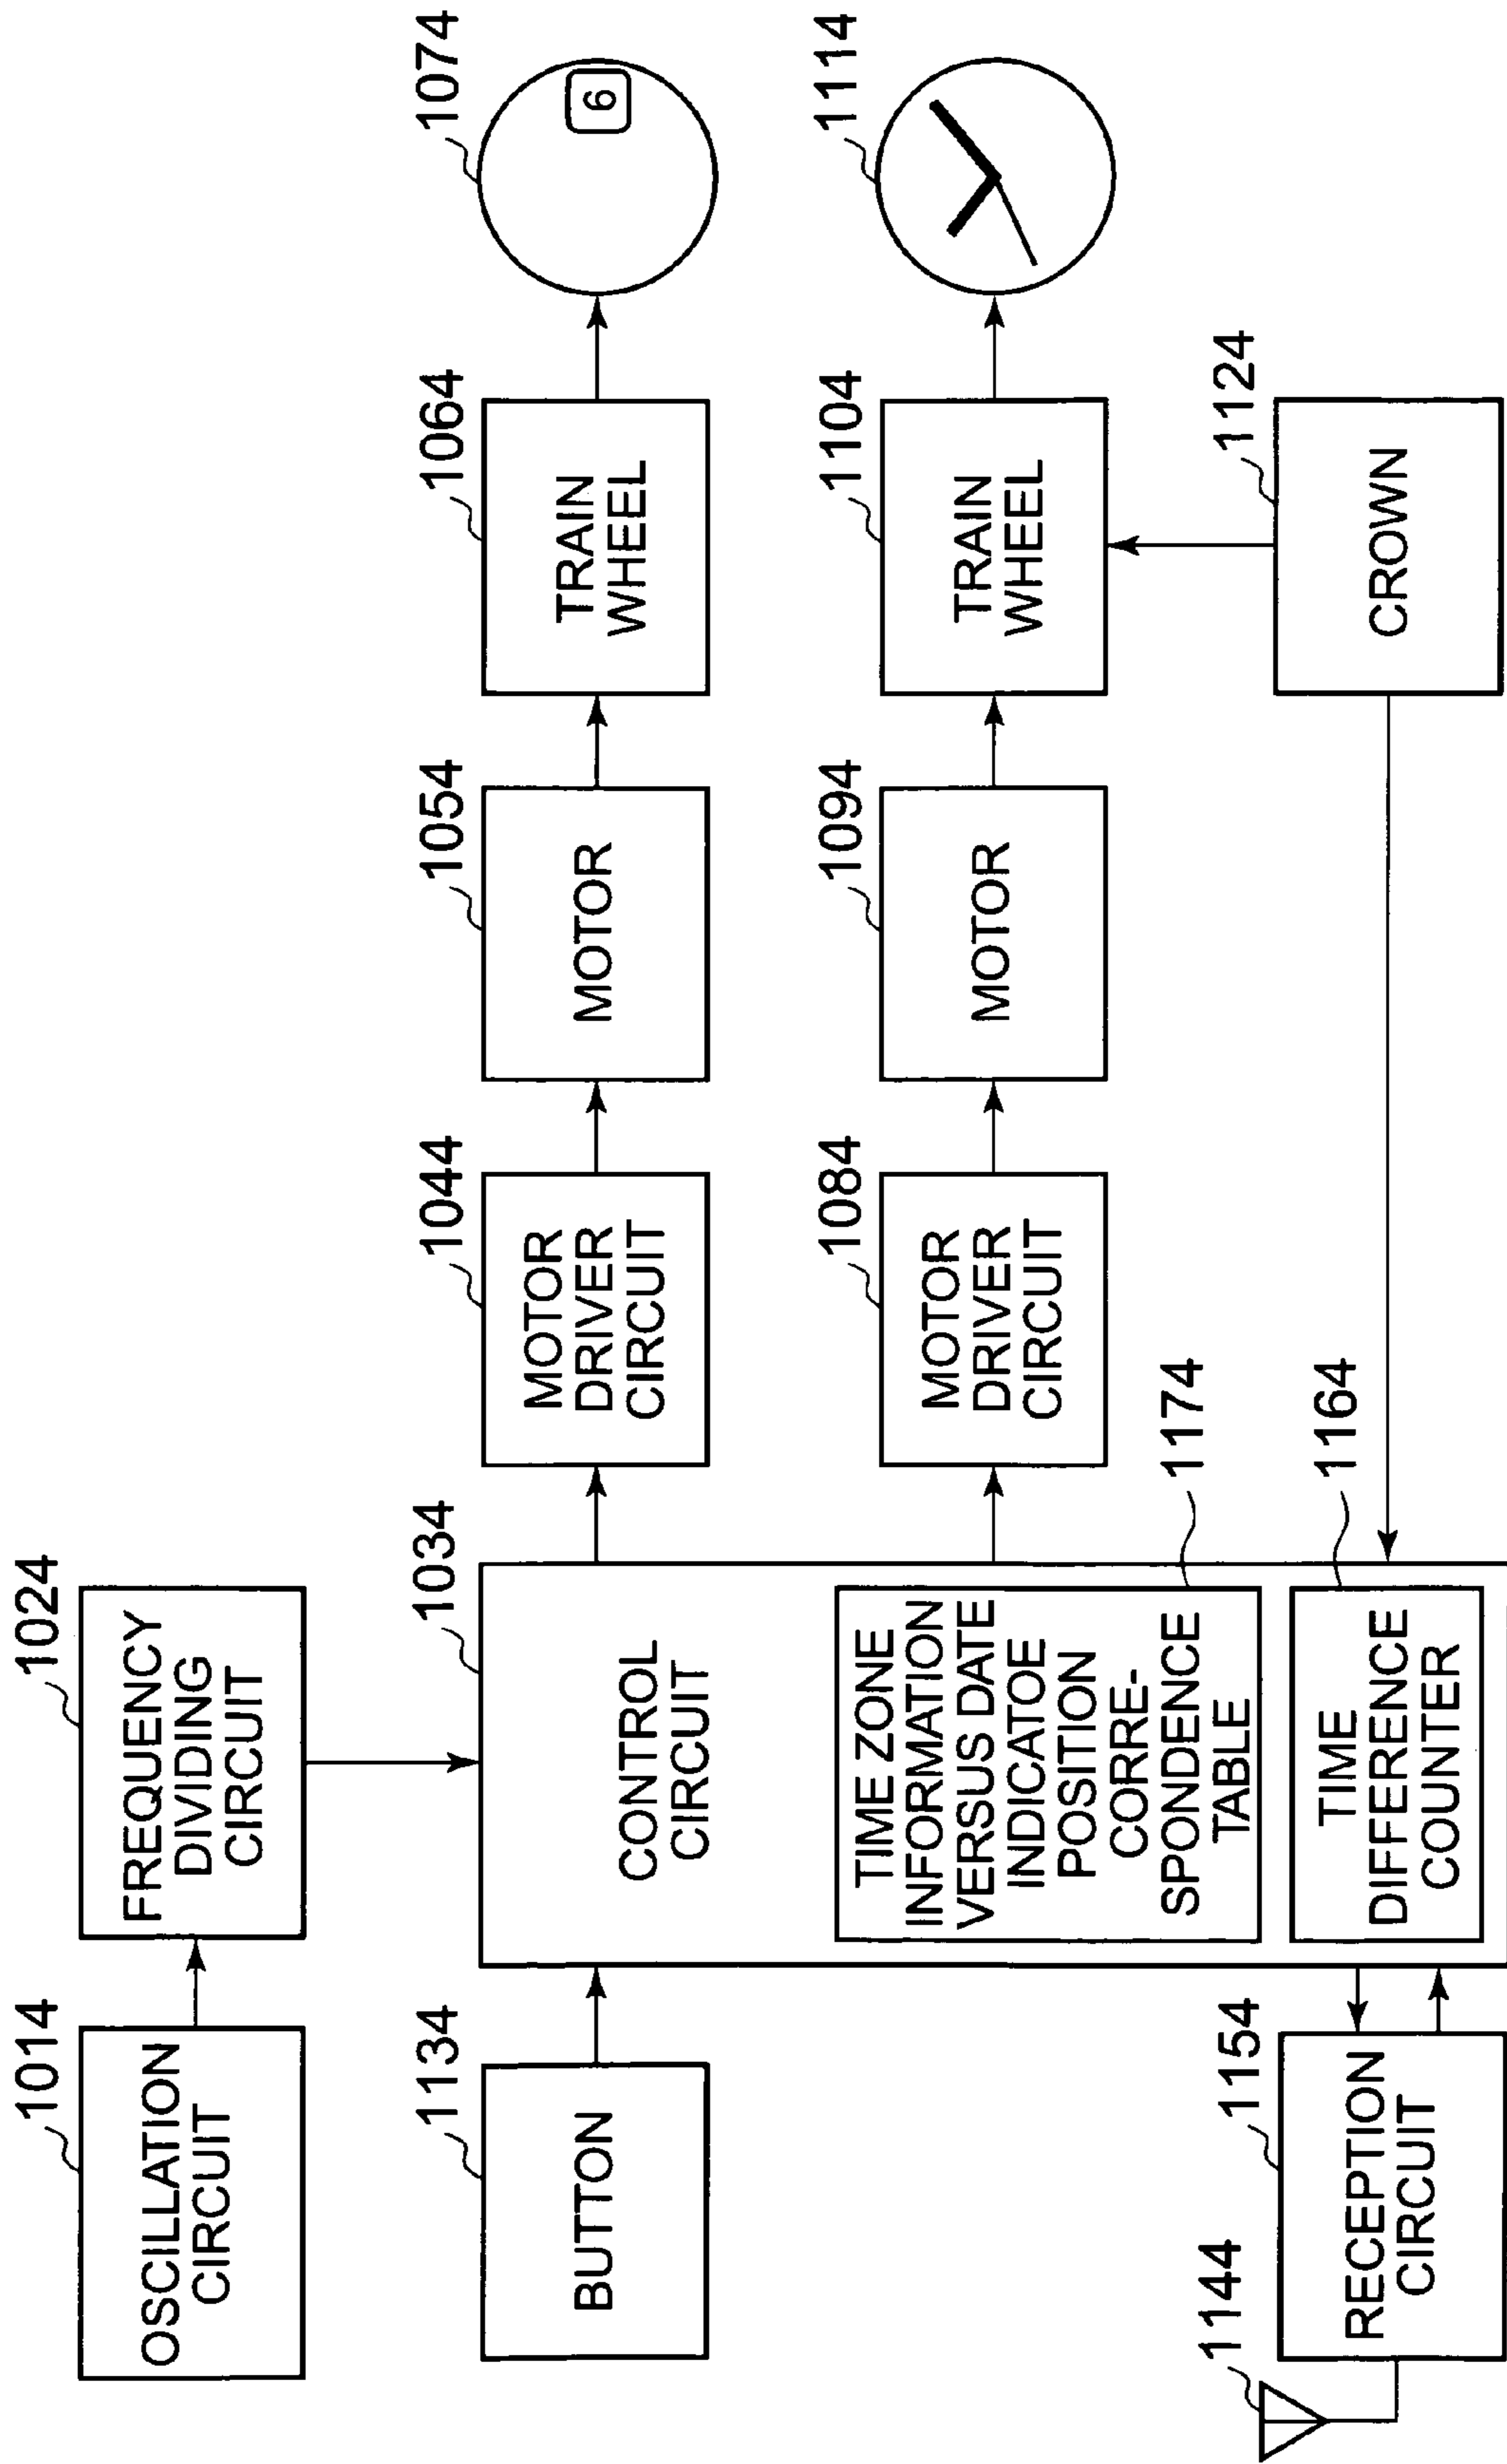 1014
OSCILLATION
CIRCUIT
1024
FREQUENCY
DIVIDING
CIRCUIT
1134
BUTTON
1034
CONTROL
CIRCUIT
1044
MOTOR
DRIVER
CIRCUIT
1054
MOTOR
1064
TRAIN
WHEEL
1074
6
TIME ZONE
INFORMATION
VERSUS DATE
INDICATOE
POSITION
CORRE-
SPONDENCE
TABLE
1174
1084
MOTOR
DRIVER
CIRCUIT
1094
MOTOR
1104
TRAIN
WHEEL
1114
1144
1154
RECEPTION
CIRCUIT
TIME
DIFFERENCE
COUNTER
1164
1124
CROWN